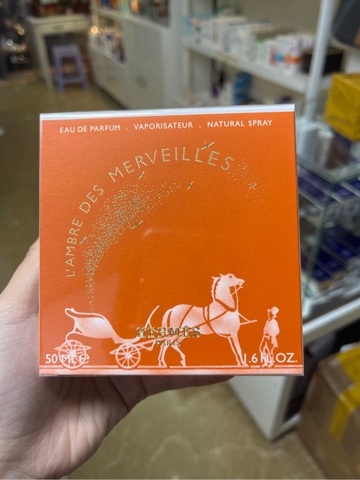 EAU DE PARFUM . VAPORISATEUR . NATURAL SPRAY
L'AMBRE DES MERVEILLES
HERMÈS
PARIS
50 ML ℮
1.6 FL.OZ.